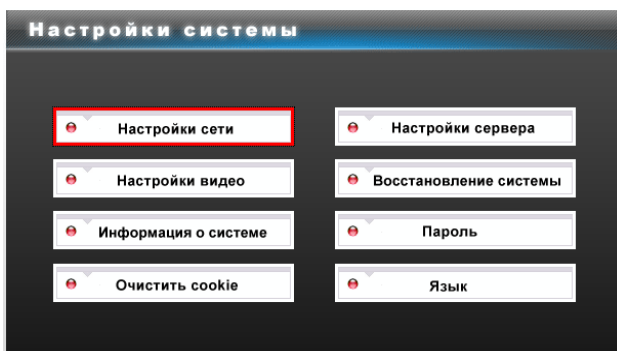 Настройки системы
Настройки сети
Настройки сервера
Настройки видео
Восстановление системы
Информация о системе
Пароль
Очистить cookie
Язык